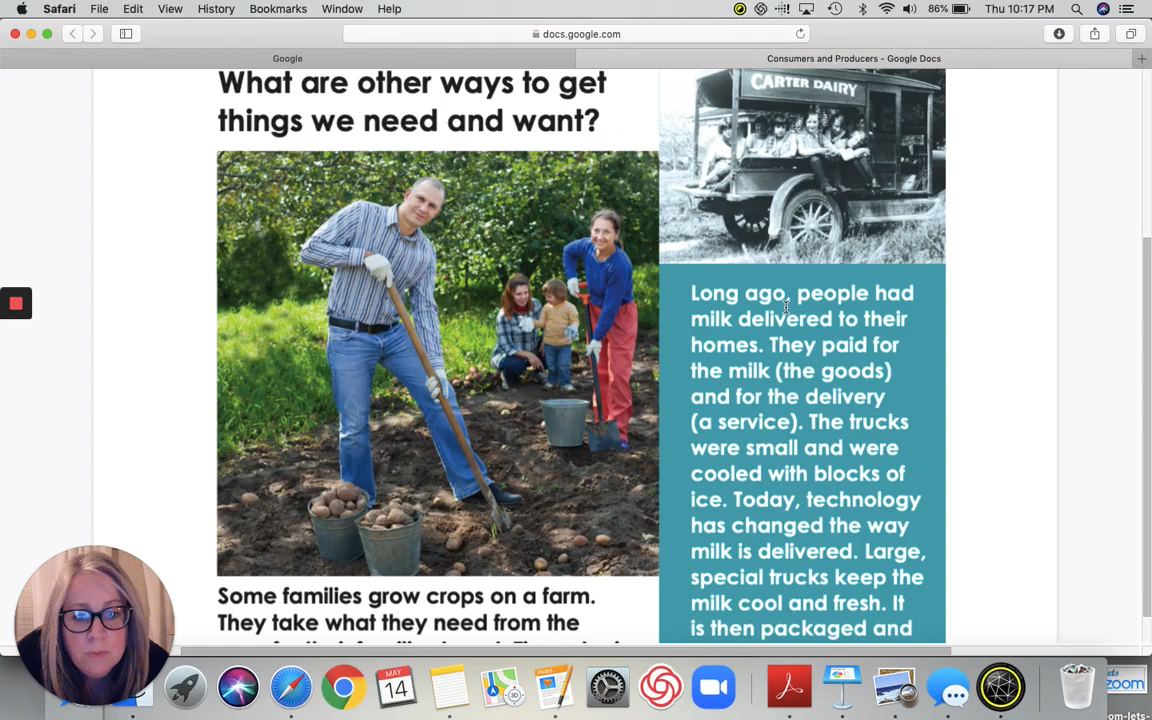 Safari File Edit View History Bookmarks Window Help 86% Thu 10:17 PM
docs.google.com
Google Consumers and Producers - Google Docs
What are other ways to get
things we need and want?
CARTER DAIRY
Long ago, people had
milk delivered to their
homes. They paid for
the milk (the goods)
and for the delivery
(a service). The trucks
were small and were
cooled with blocks of
ice. Today, technology
has changed the way
milk is delivered. Large,
special trucks keep the
milk cool and fresh. It
is then packaged and
Some families grow crops on a farm.
They take what they need from the
MAY
14
zoom
om-lets-